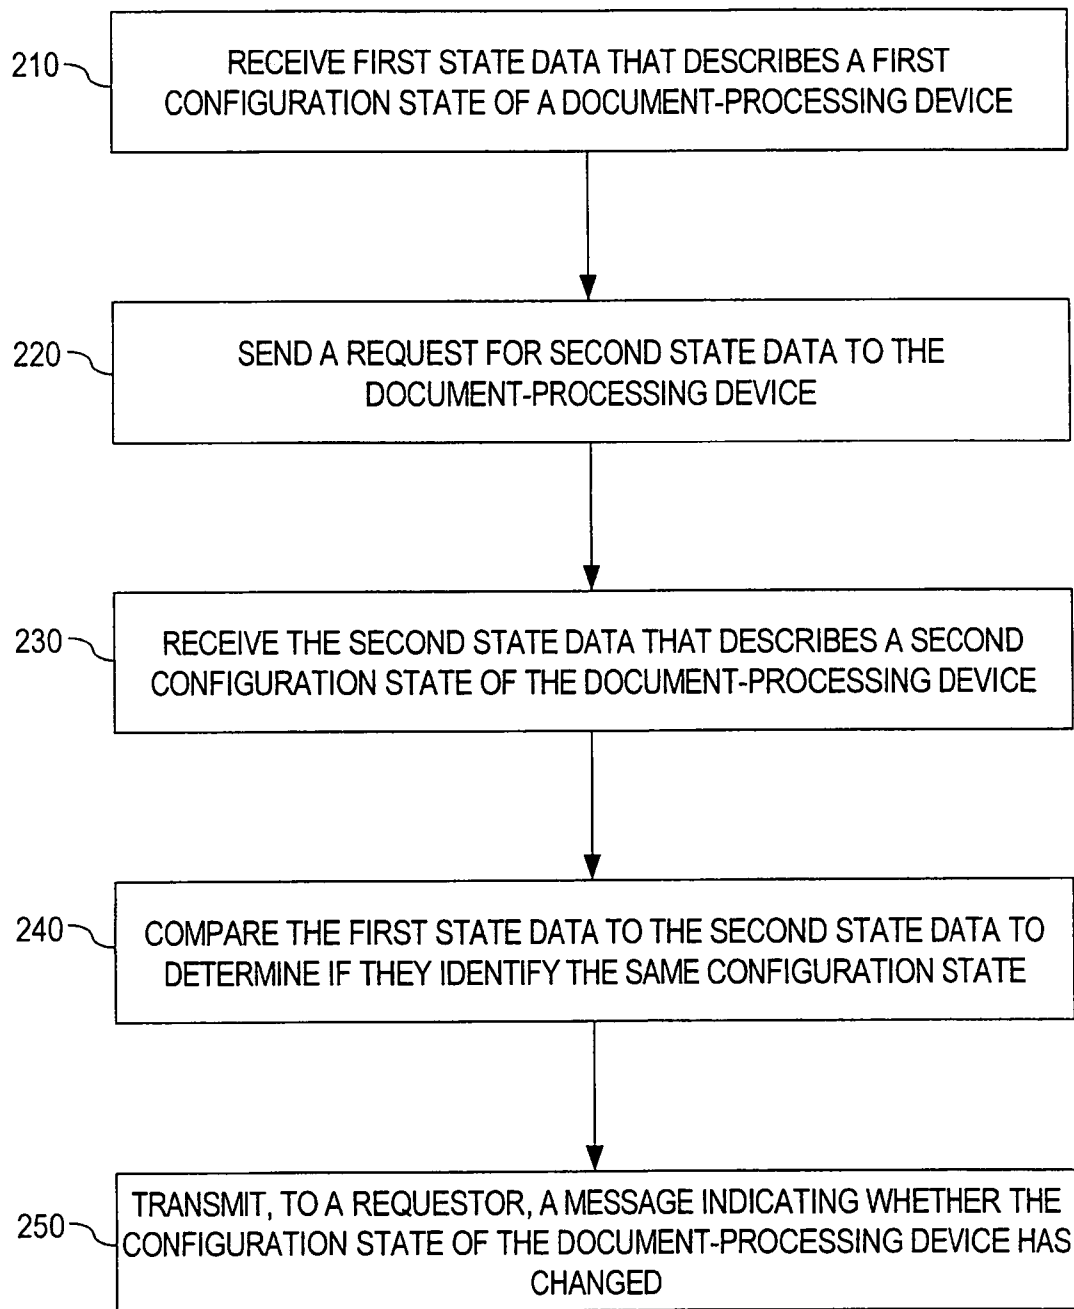 210
RECEIVE FIRST STATE DATA THAT DESCRIBES A FIRST
CONFIGURATION STATE OF A DOCUMENT-PROCESSING DEVICE
220
SEND A REQUEST FOR SECOND STATE DATA TO THE
DOCUMENT-PROCESSING DEVICE
230
RECEIVE THE SECOND STATE DATA THAT DESCRIBES A SECOND
CONFIGURATION STATE OF THE DOCUMENT-PROCESSING DEVICE
240
COMPARE THE FIRST STATE DATA TO THE SECOND STATE DATA TO
DETERMINE IF THEY IDENTIFY THE SAME CONFIGURATION STATE
250
TRANSMIT, TO A REQUESTOR, A MESSAGE INDICATING WHETHER THE
CONFIGURATION STATE OF THE DOCUMENT-PROCESSING DEVICE HAS
CHANGED